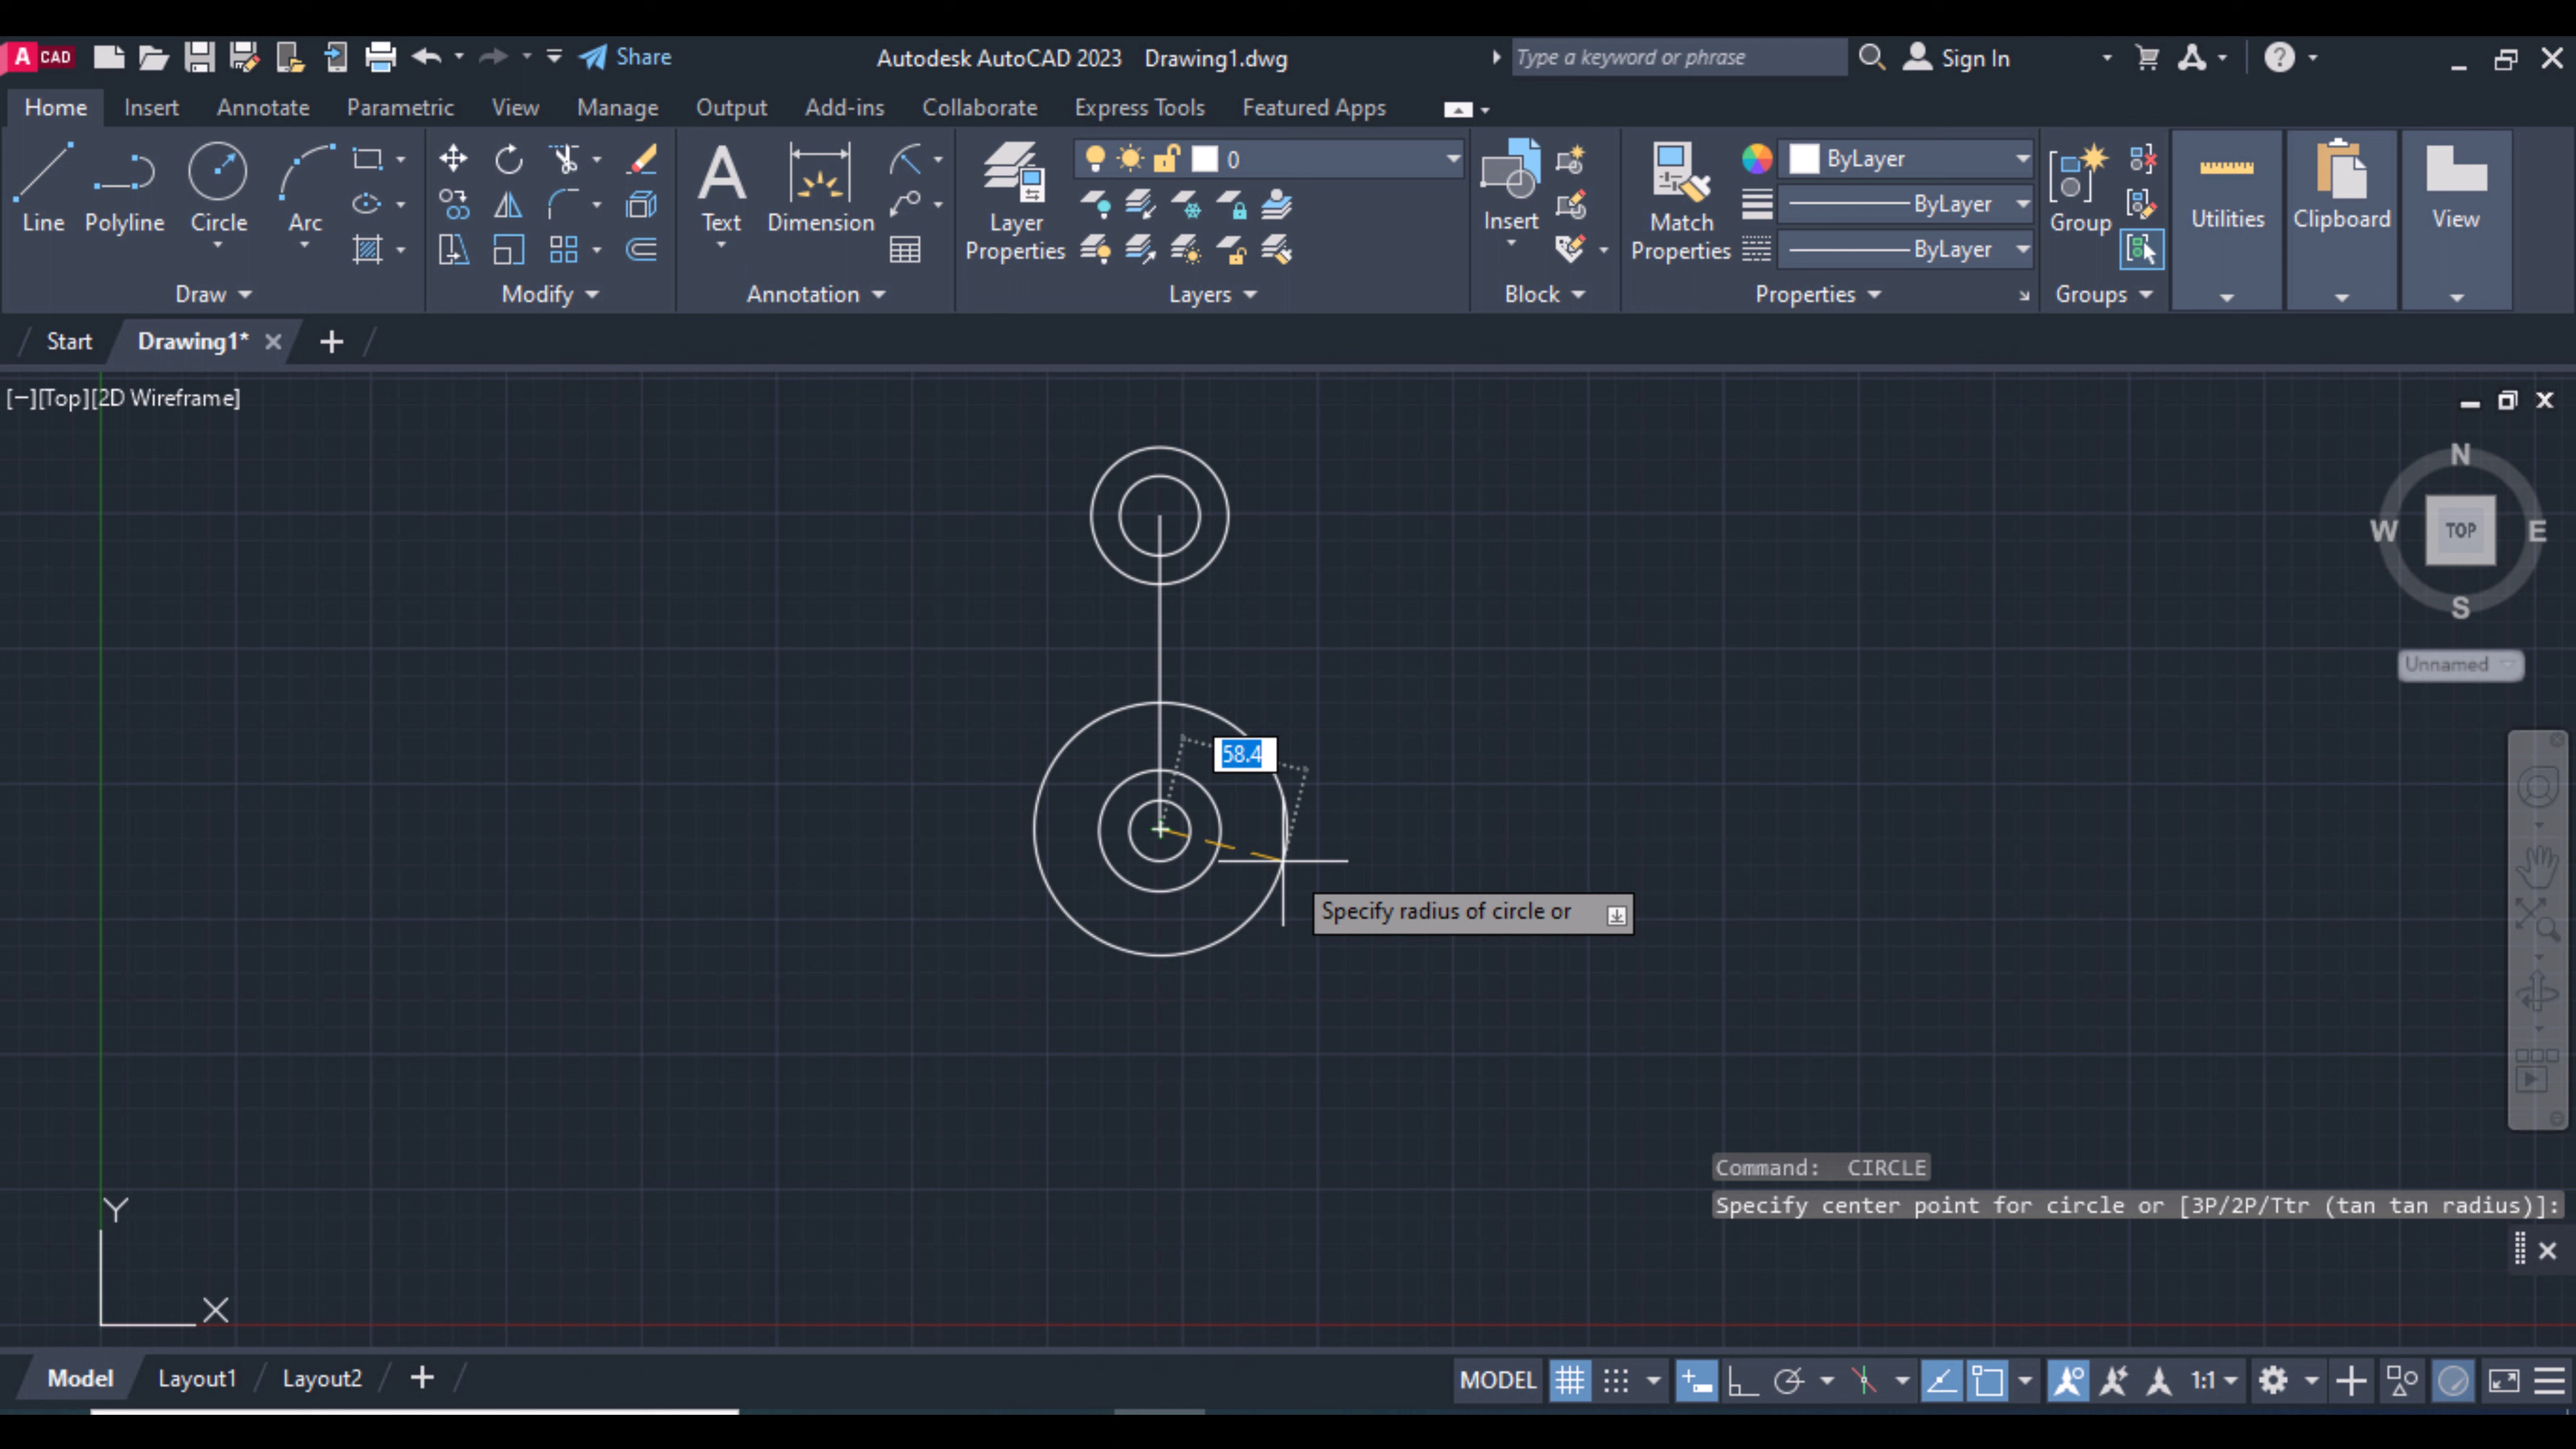 A CAD Share Autodesk AutoCAD 2023 Drawing1.dwg Type a keyword or phrase Sign In
Home Insert Annotate Parametric View Manage Output Add-ins Collaborate Express Tools Featured Apps
0 ByLayer
ByLayer
Line Polyline Circle Arc Text Dimension Layer Properties Insert Match Properties ByLayer Group Utilities Clipboard View
Draw Modify Annotation Layers Block Properties Groups
Start Drawing1*
[−][Top][2D Wireframe]
N
W TOP E
S
Unnamed
58.4
Specify radius of circle or
Command: CIRCLE
Specify center point for circle or [3P/2P/Ttr (tan tan radius)]:
Y
X
Model Layout1 Layout2 MODEL 1:1